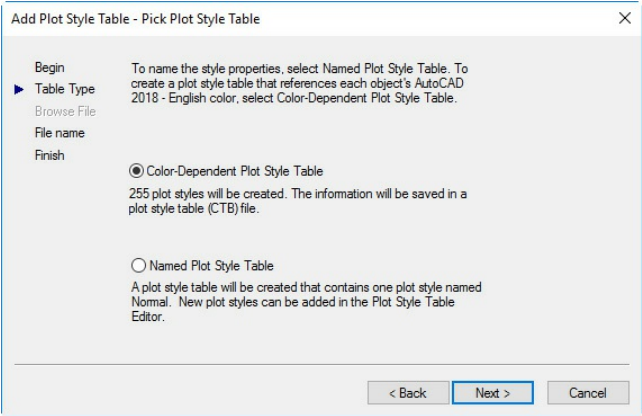 Add Plot Style Table - Pick Plot Style Table
Begin
Table Type
Browse File
File name
Finish
To name the style properties, select Named Plot Style Table. To
create a plot style table that references each object's AutoCAD
2018 - English color, select Color-Dependent Plot Style Table.
Color-Dependent Plot Style Table
255 plot styles will be created. The information will be saved in a
plot style table (CTB) file.
Named Plot Style Table
A plot style table will be created that contains one plot style named
Normal. New plot styles can be added in the Plot Style Table
Editor.
< Back
Next >
Cancel